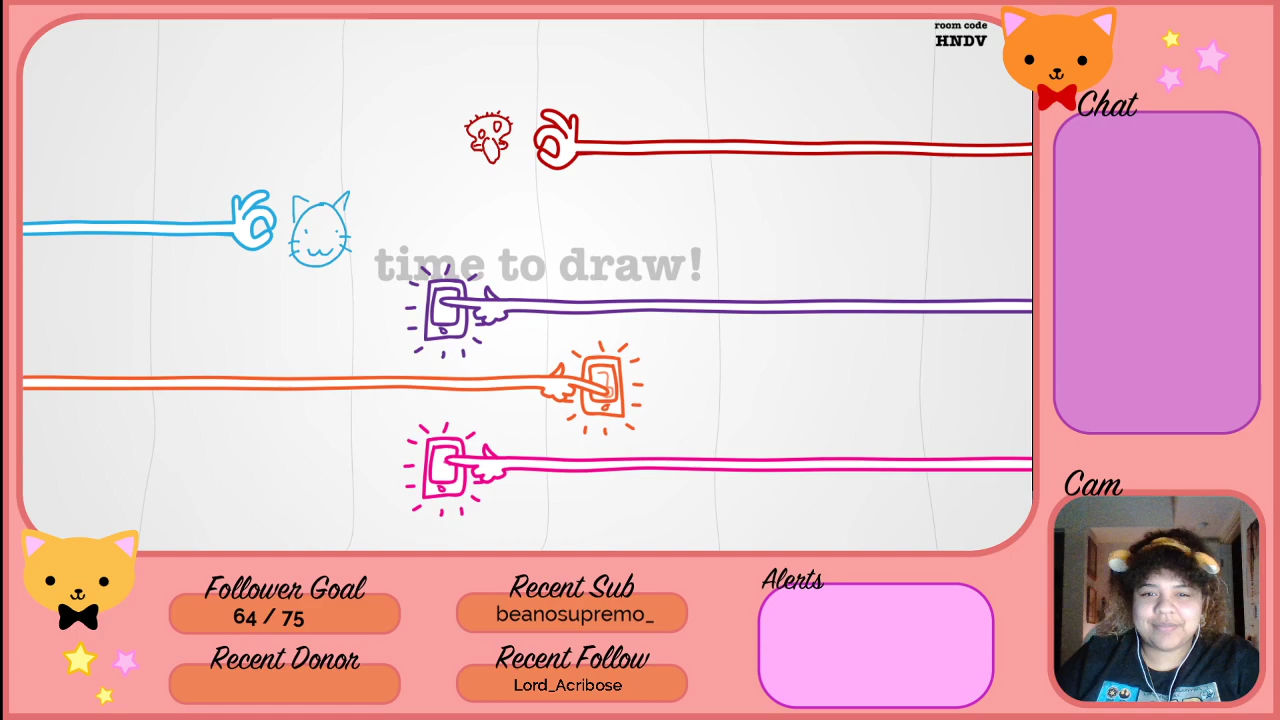 room code
HNDV
Chat
time to draw!
Cam
Follower Goal
64 / 75
Recent Sub
beanosupremo_
Alerts
Recent Donor
Recent Follow
Lord_Acribose